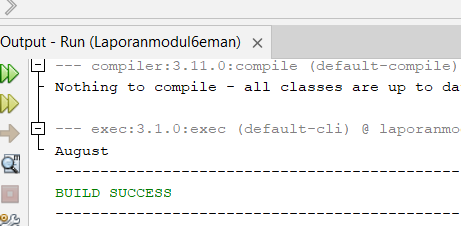 Output - Run (Laporanmodul6eman) ×
--- compiler:3.11.0:compile (default-compile)
Nothing to compile - all classes are up to da
--- exec:3.1.0:exec (default-cli) @ laporanmo
August
------------------------------------------------
BUILD SUCCESS
------------------------------------------------